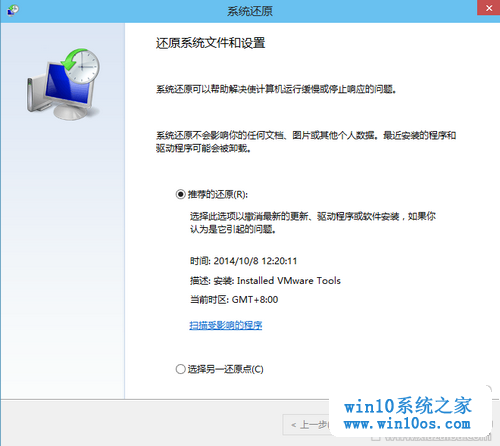 系统还原
还原系统文件和设置
系统还原可以帮助解决使计算机运行缓慢或停止响应的问题。
系统还原不会影响你的任何文档、图片或其他个人数据。最近安装的程序和
驱动程序可能会被卸载。
推荐的还原(R):
选择此选项以撤消最新的更新、驱动程序或软件安装，如果你
认为是它引起的问题。
时间: 2014/10/8 12:20:11
描述: 安装: Installed VMware Tools
当前时区: GMT+8:00
扫描受影响的程序
选择另一还原点(C)
< 上一步
win10系统之家
www.win10os.com